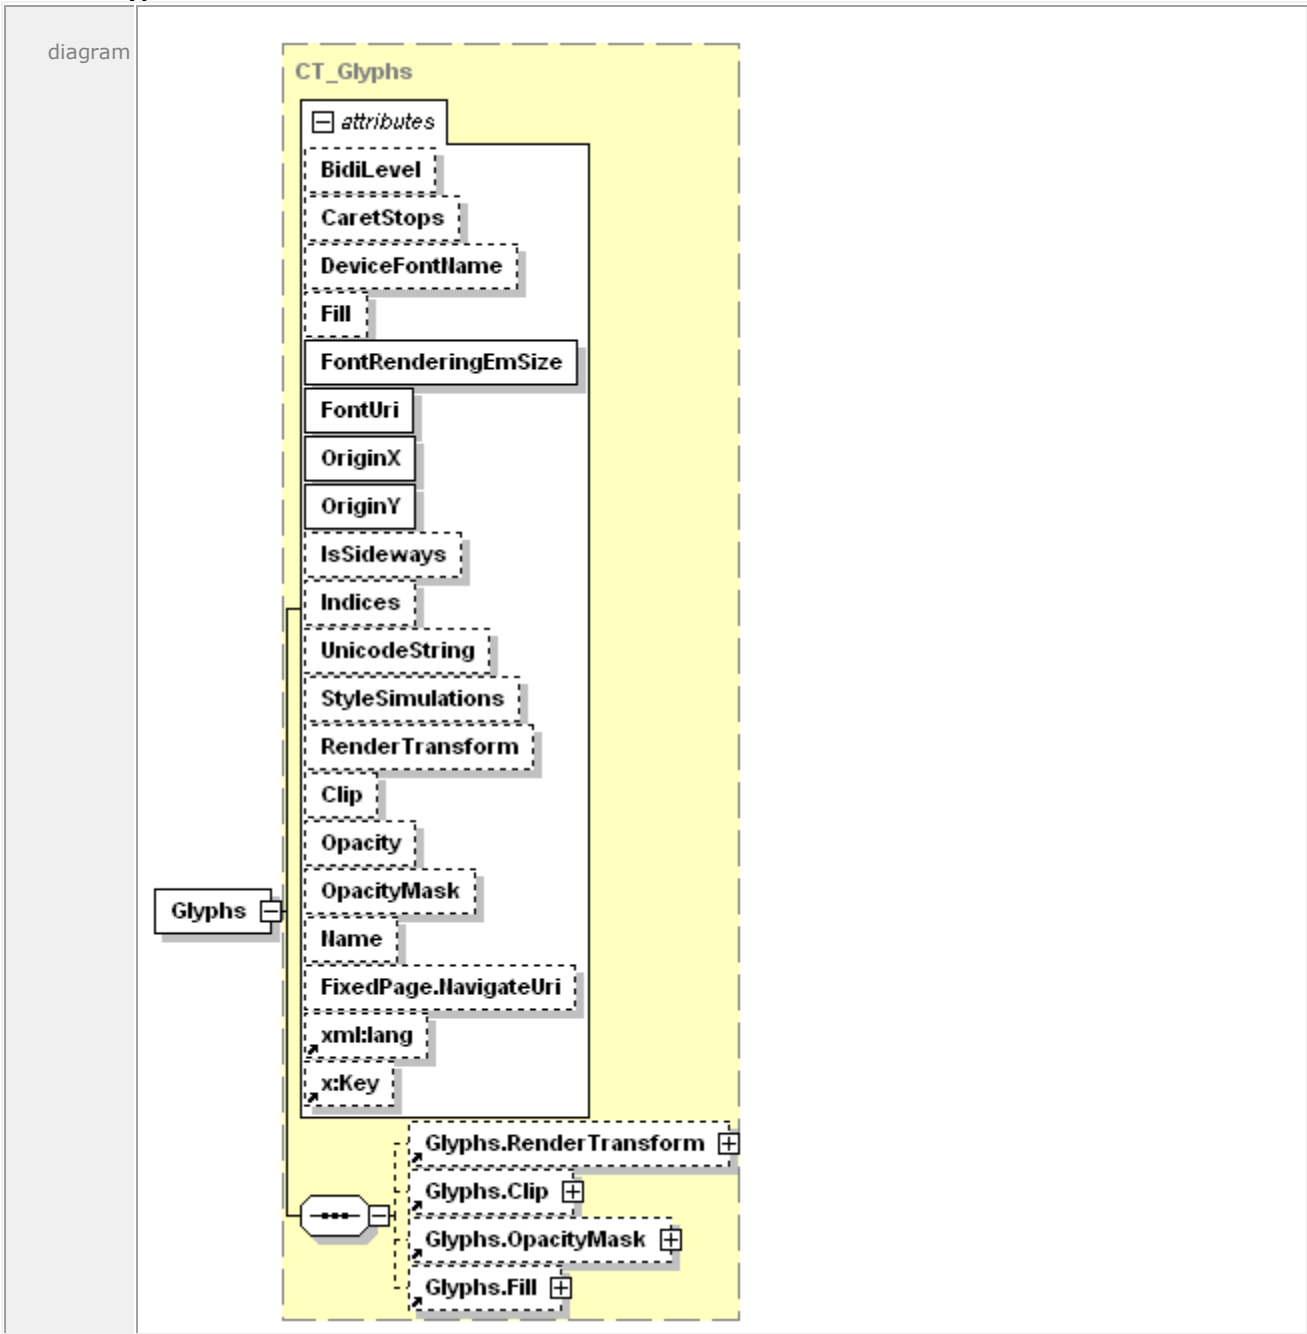 diagram
CT_Glyphs
attributes
BidiLevel
CaretStops
DeviceFontName
Fill
FontRenderingEmSize
FontUri
OriginX
OriginY
IsSideways
Indices
UnicodeString
StyleSimulations
RenderTransform
Clip
Opacity
OpacityMask
Glyphs
Name
FixedPage.NavigateUri
xml:lang
x:Key
Glyphs.RenderTransform
Glyphs.Clip
Glyphs.OpacityMask
Glyphs.Fill